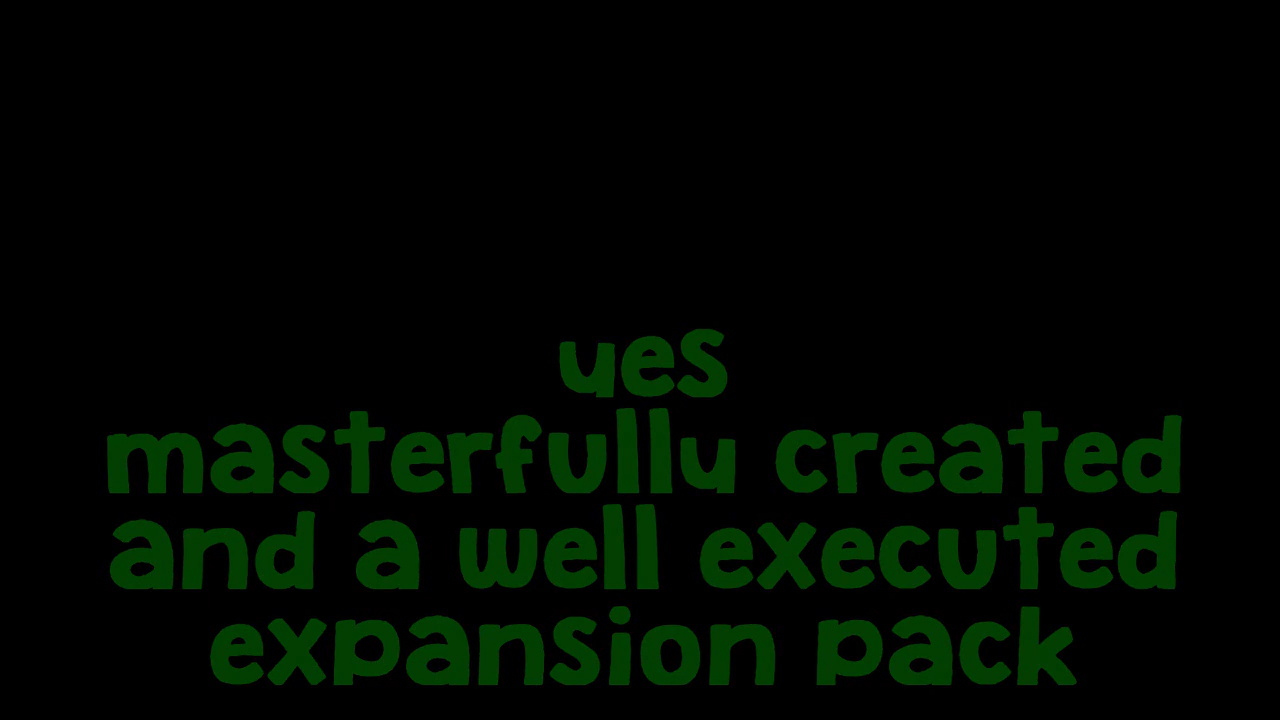 yes
masterfully created
and a well executed
expansion pack